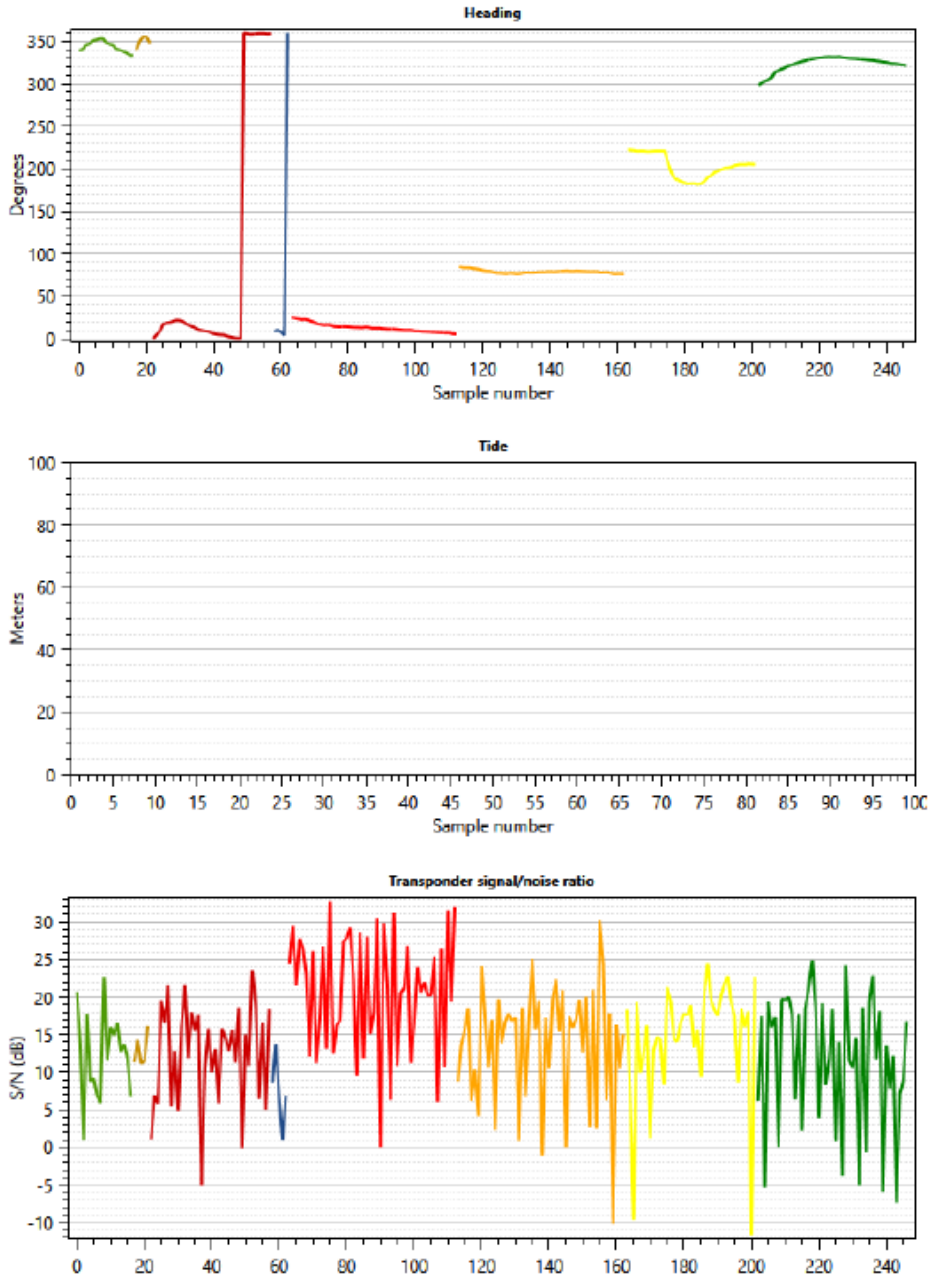 Heading
350
300
250
200
150
100
50
0
Degrees
0 20 40 60 80 100 120 140 160 180 200 220 240
Sample number
Tide
100
80
60
40
20
0
Meters
0 5 10 15 20 25 30 35 40 45 50 55 60 65 70 75 80 85 90 95 100
Sample number
Transponder signal/noise ratio
30
25
20
15
10
5
0
-5
-10
S/N (dB)
0 20 40 60 80 100 120 140 160 180 200 220 240